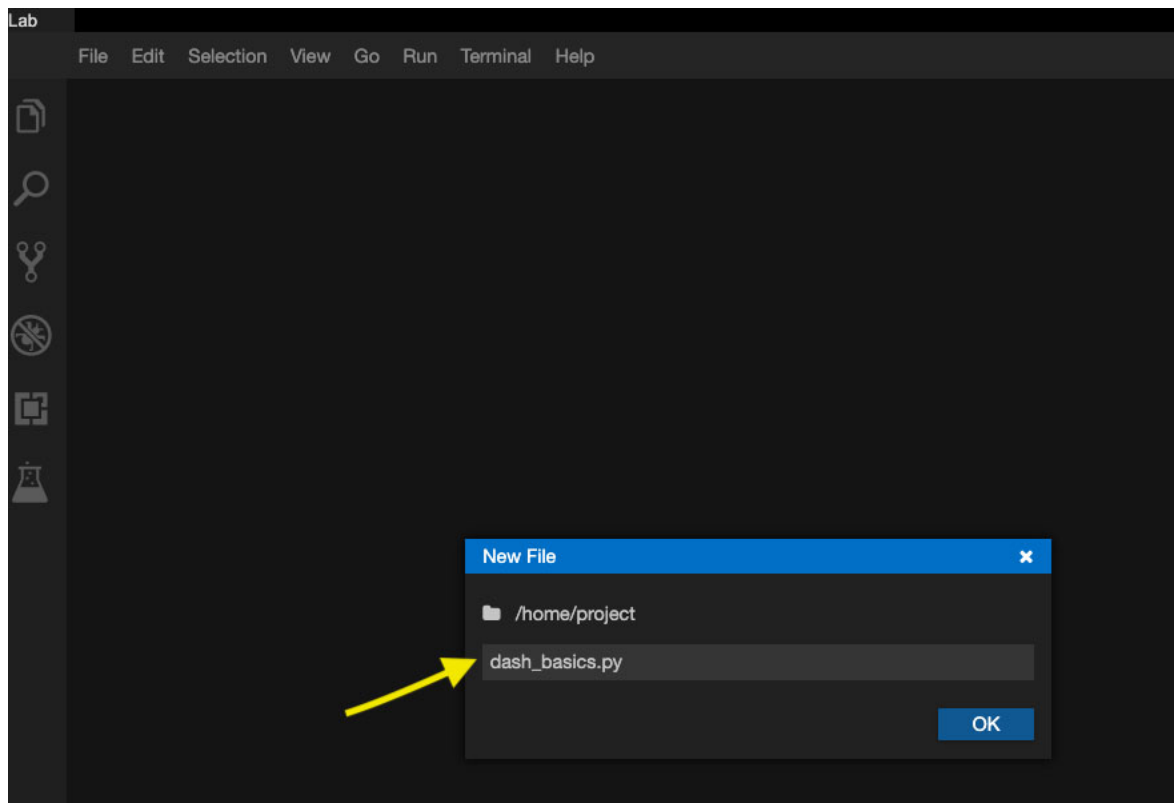 Lab
File Edit Selection View Go Run Terminal Help
New File
/home/project
dash_basics.py
OK